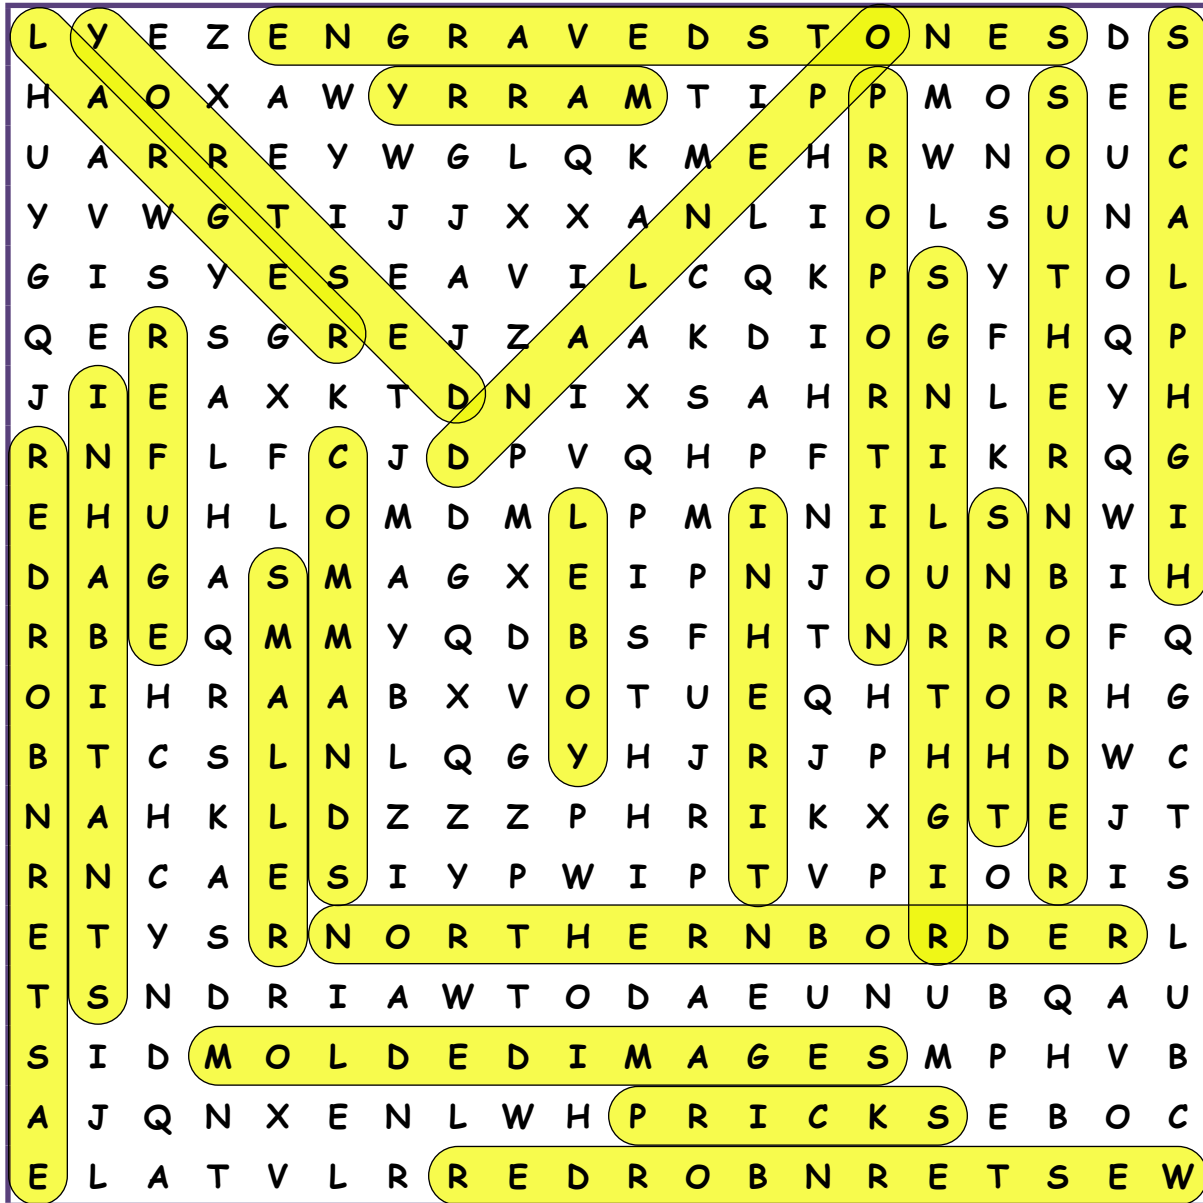 L Y E Z E N G R A V E D S T O N E S D S
H A O X A W Y R R A M T I P P M O S E E
U A R R E Y W G L Q K M E H R W N O U C
Y V W G T I J J X X A N L I O L S U N A
G I S Y E S E A V I L C Q K P S Y T O L
Q E R S G R E J Z A A K D I O G F H Q P
J I E A X K T D N I X S A H R N L E Y H
R N F L F C J D P V Q H P F T I K R Q G
E H U H L O M D M L P M I N I L S N W I
D A G A S M A G X E I P N J O U N B I H
R B E Q M M Y Q D B S F H T N R R O F Q
O I H R A A B X V O T U E Q H T O R H G
B T C S L N L Q G Y H J R J P H H D W C
N A H K L D Z Z Z P H R I K X G T E J T
R N C A E S I Y P W I P T V P I O R I S
E T Y S R N O R T H E R N B O R D E R L
T S N D R I A W T O D A E U N U B Q A U
S I D M O L D E D I M A G E S M P H V B
A J Q N X E N L W H P R I C K S E B O C
E L A T V L R R E D R O B N R E T S E W